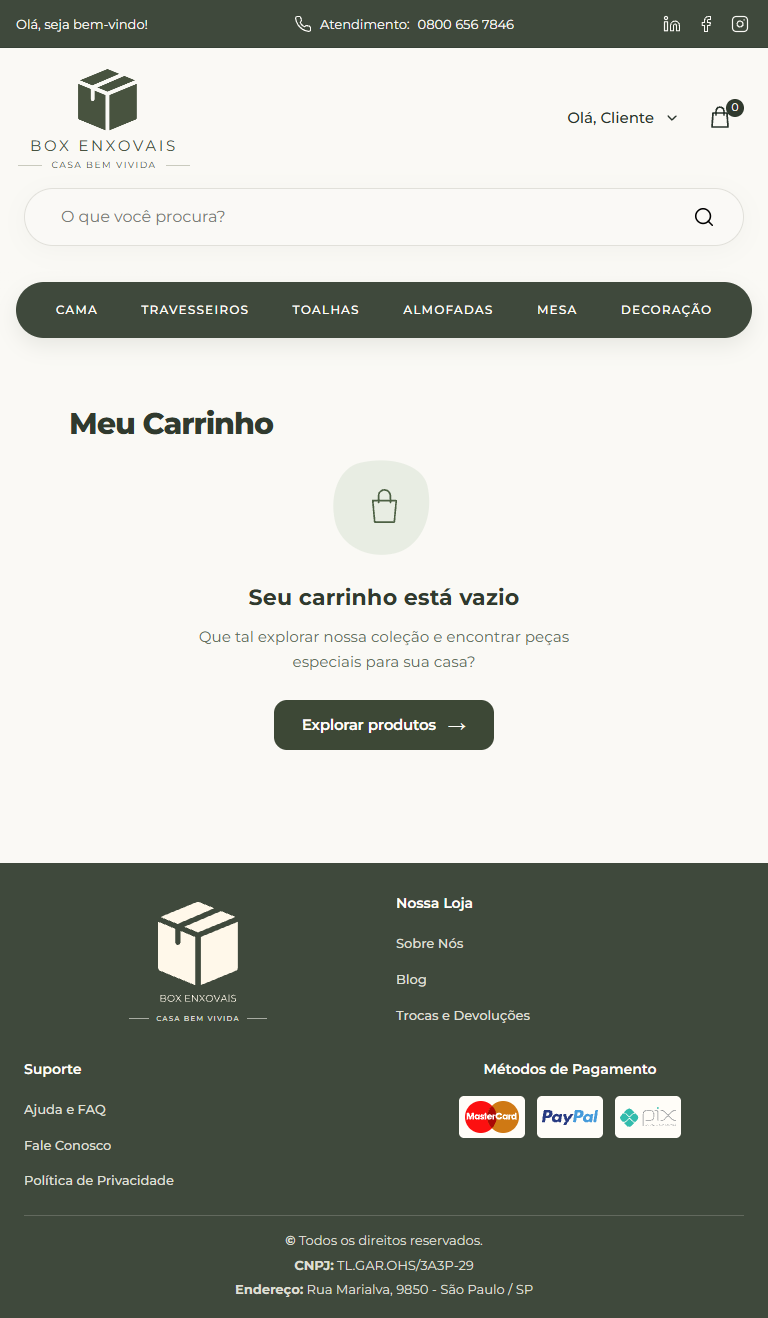 Olá, seja bem-vindo!
Atendimento: 0800 656 7846
BOX ENXOVAIS
CASA BEM VIVIDA
Olá, Cliente
0
O que você procura?
CAMA TRAVESSEIROS TOALHAS ALMOFADAS MESA DECORAÇÃO
Meu Carrinho
Seu carrinho está vazio
Que tal explorar nossa coleção e encontrar peças
especiais para sua casa?
Explorar produtos →
BOX ENXOVAIS
CASA BEM VIVIDA
Nossa Loja
Sobre Nós
Blog
Trocas e Devoluções
Suporte
Ajuda e FAQ
Fale Conosco
Política de Privacidade
Métodos de Pagamento
MasterCard PayPal pix
© Todos os direitos reservados.
CNPJ: TL.GAR.OHS/3A3P-29
Endereço: Rua Marialva, 9850 - São Paulo / SP